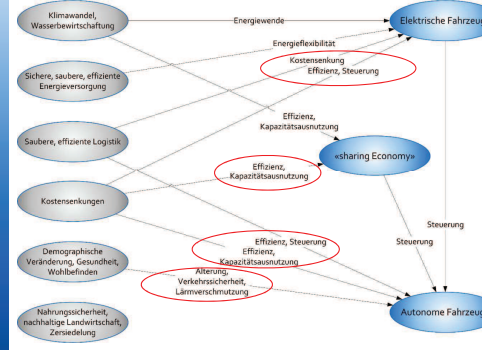 Klimawandel,
Wasserbewirtschaftung
Energiewende
Elektrische Fahrzeug
Energieflexibilität
Kostensenkung
Effizienz, Steuerung
Sichere, saubere, effiziente
Energieversorgung
Effizienz,
Kapazitätsausnutzung
Saubere, effiziente Logistik
«sharing Economy»
Effizienz,
Kapazitätsausnutzung
Kostensenkungen
Steuerung
Steuerung
Effizienz, Steuerung
Effizienz,
Kapazitätsausnutzung
Demographische
Veränderung, Gesundheit,
Wohlbefinden
Alterung,
Verkehrssicherheit,
Lärmverschmutzung
Autonome Fahrzeug
Nahrungssicherheit,
nachhaltige Landwirtschaft,
Zersiedelung